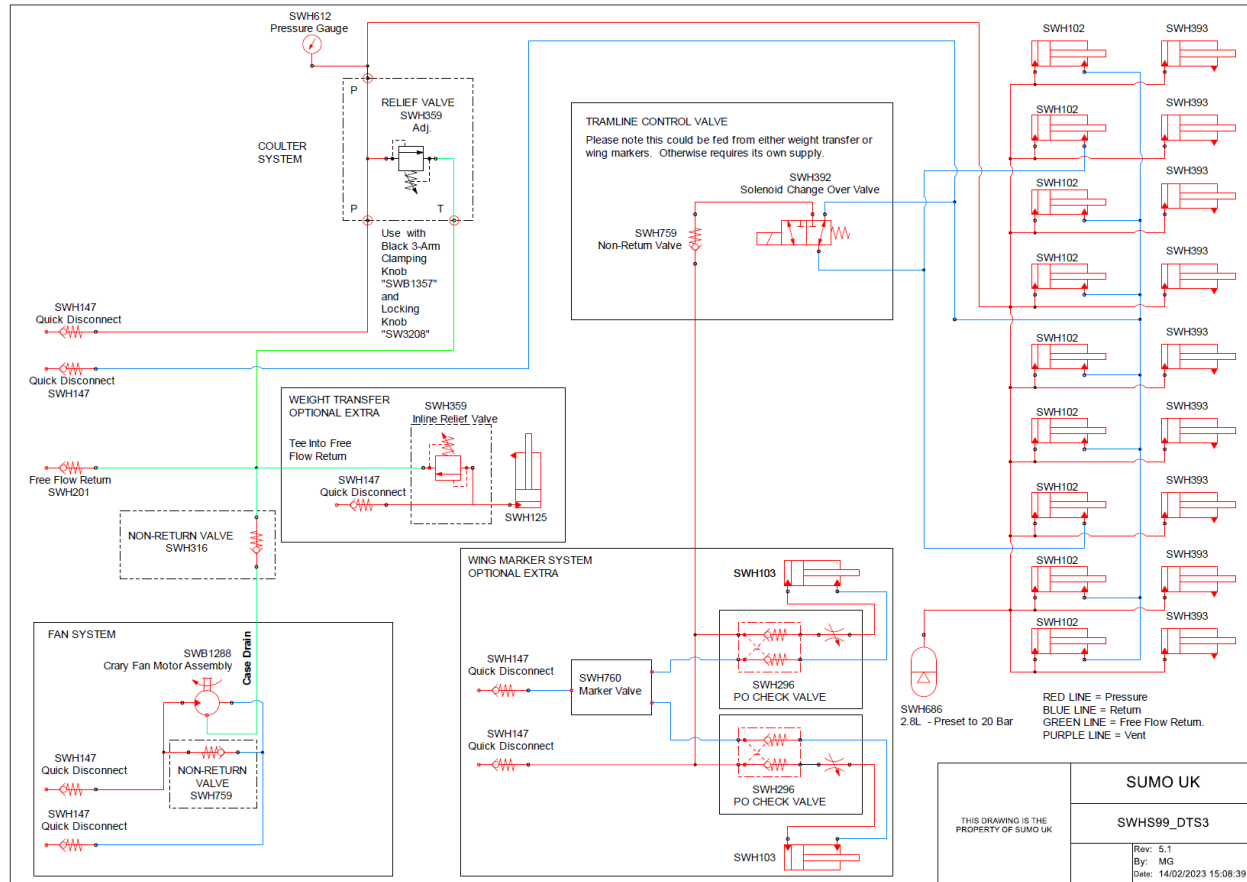 SWH612
Pressure Gauge
P
RELIEF VALVE
SWH359
Adj.
COULTER
SYSTEM
P
T
Use with
Black 3-Arm
Clamping
Knob
"SWB1357"
and
Locking
Knob
"SW3208"
SWH147
Quick Disconnect
Quick Disconnect
SWH147
Free Flow Return
SWH201
WEIGHT TRANSFER
OPTIONAL EXTRA
Tee Into Free
Flow Return
SWH359
Inline Relief Valve
SWH147
Quick Disconnect
SWH125
NON-RETURN VALVE
SWH316
FAN SYSTEM
SWB1288
Crary Fan Motor Assembly
Case Drain
SWH147
Quick Disconnect
NON-RETURN
VALVE
SWH759
SWH147
Quick Disconnect
TRAMLINE CONTROL VALVE
Please note this could be fed from either weight transfer or
wing markers. Otherwise requires its own supply.
SWH392
Solenoid Change Over Valve
SWH759
Non-Return Valve
WING MARKER SYSTEM
OPTIONAL EXTRA
SWH103
SWH147
Quick Disconnect
SWH760
Marker Valve
SWH296
PO CHECK VALVE
SWH147
Quick Disconnect
SWH296
PO CHECK VALVE
SWH103
SWH102
SWH393
SWH102
SWH393
SWH102
SWH393
SWH102
SWH393
SWH102
SWH393
SWH102
SWH393
SWH102
SWH393
SWH102
SWH393
SWH102
SWH393
SWH686
2.8L - Preset to 20 Bar
RED LINE = Pressure
BLUE LINE = Return
GREEN LINE = Free Flow Return.
PURPLE LINE = Vent
THIS DRAWING IS THE
PROPERTY OF SUMO UK
SUMO UK
SWHS99_DTS3
Rev: 5.1
By: MG
Date: 14/02/2023 15:08:39